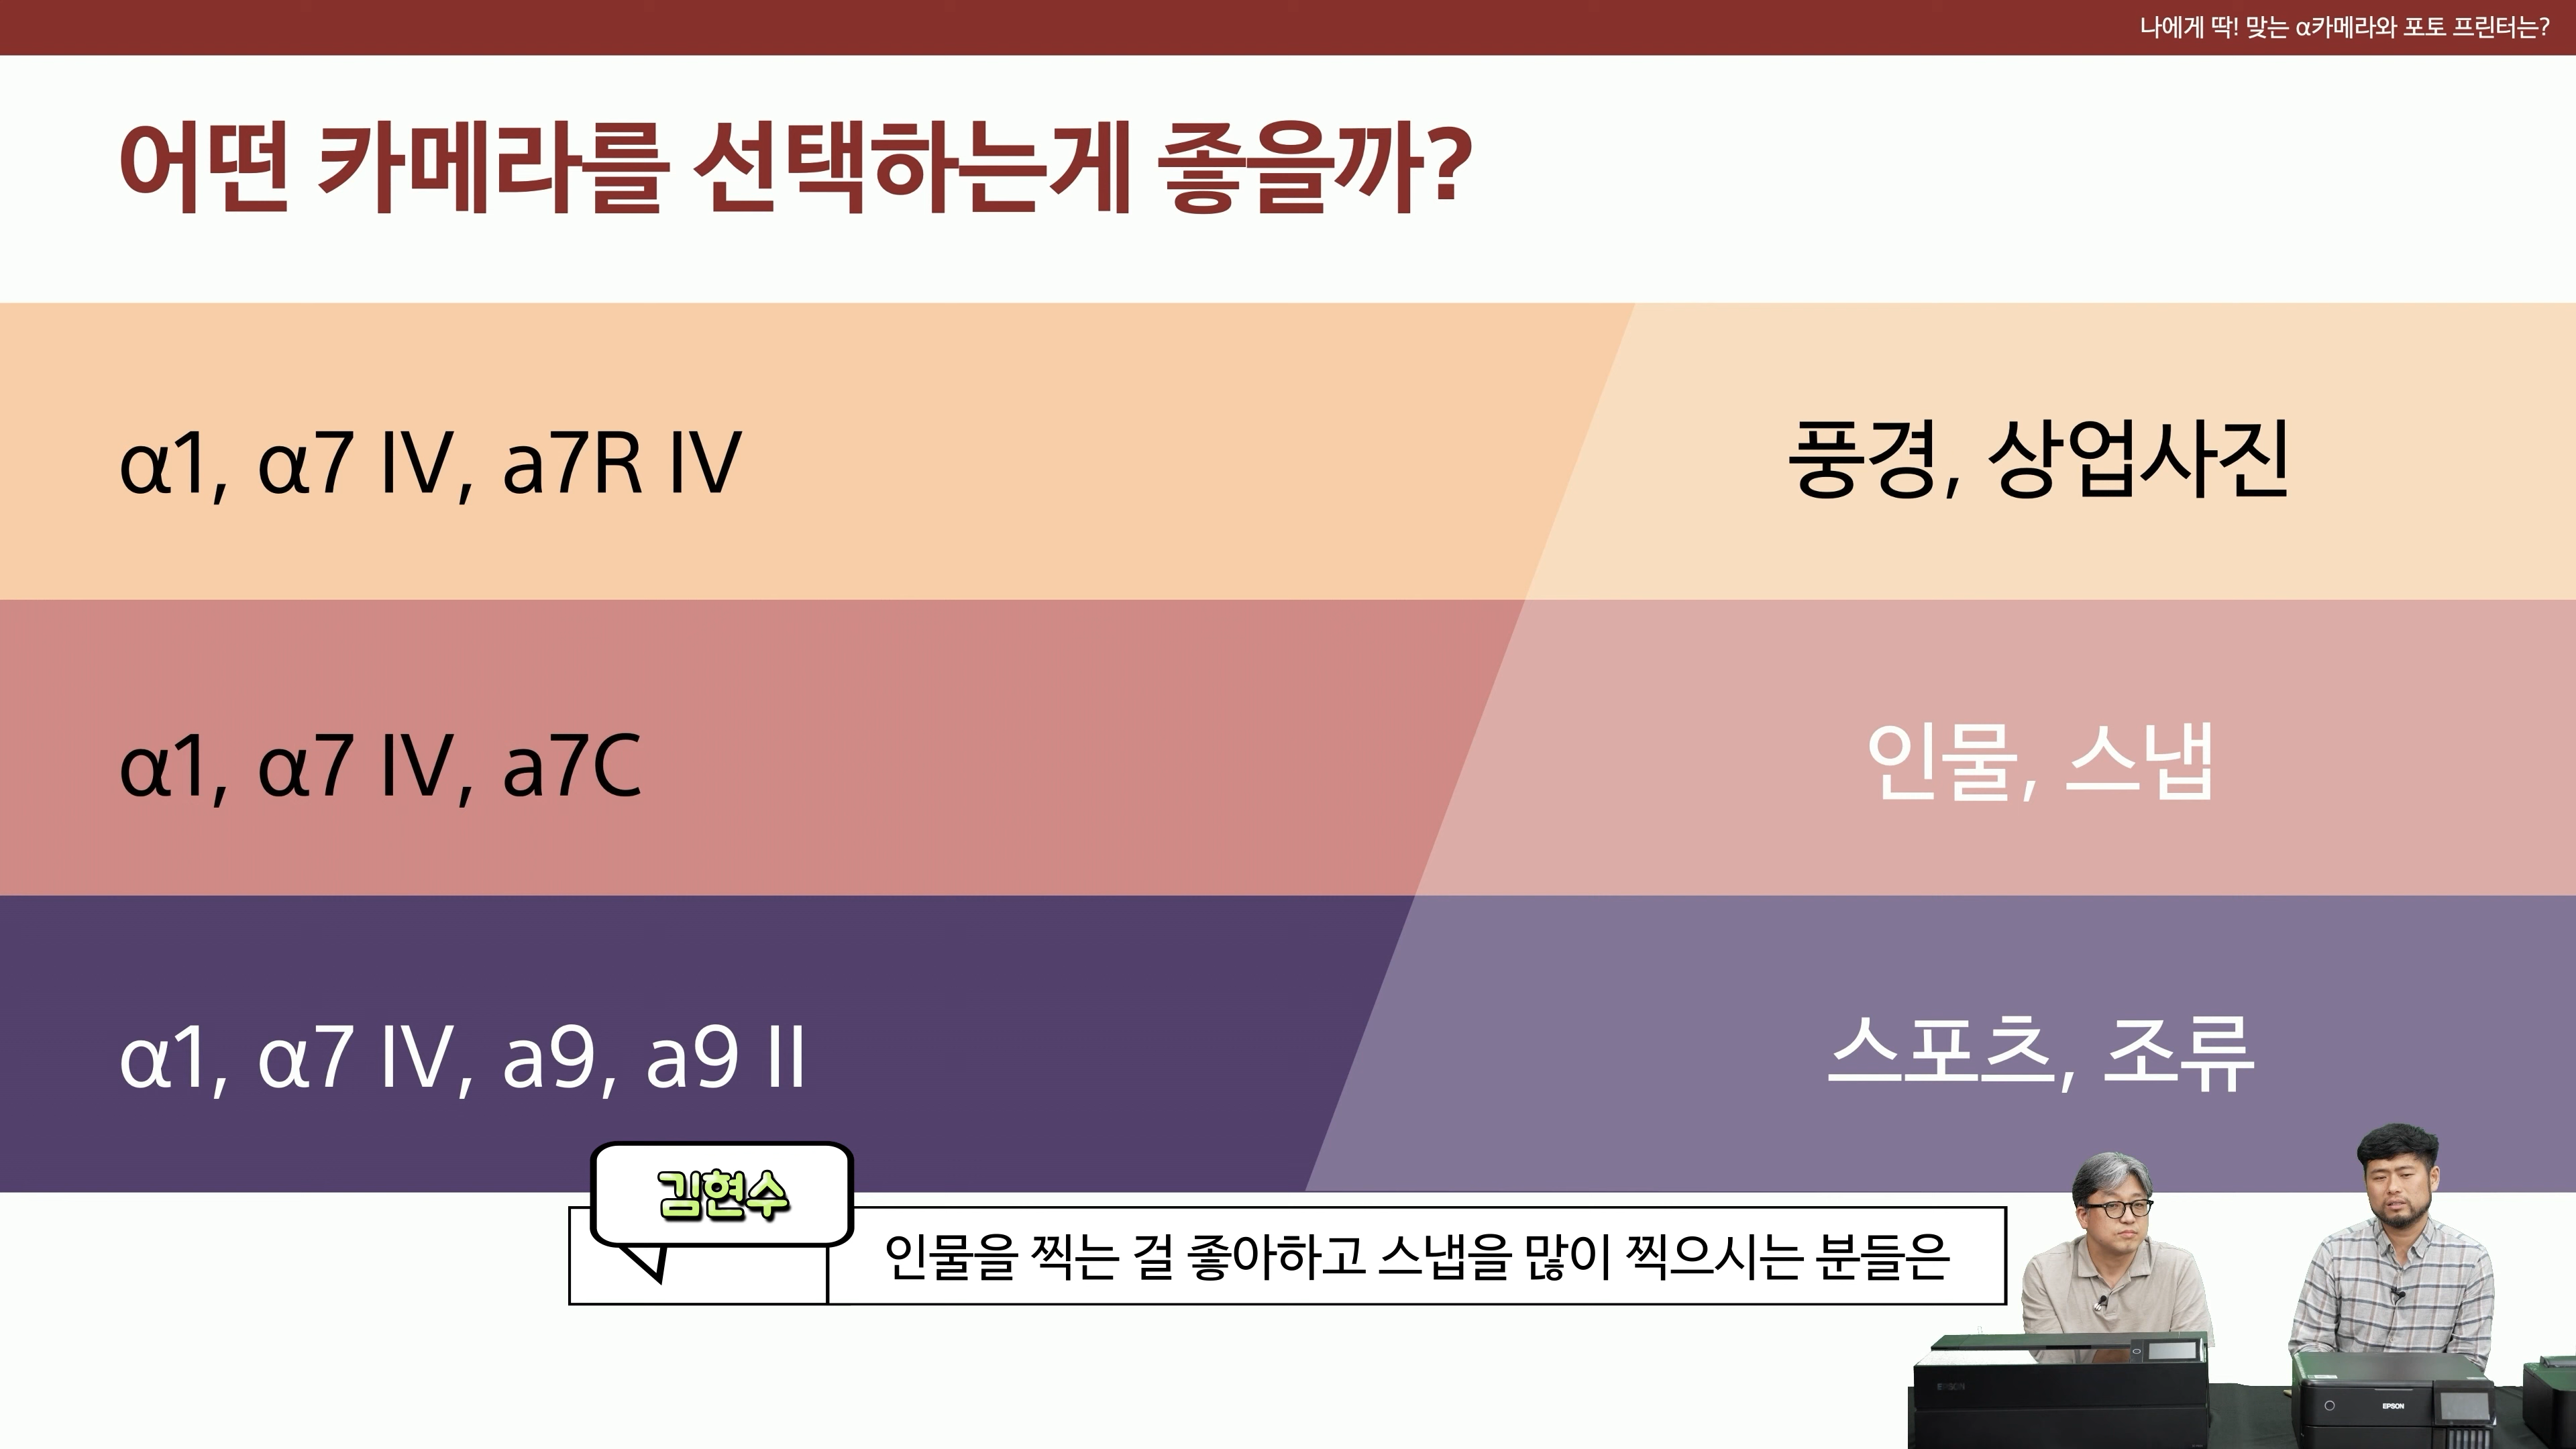 나에게 딱! 맞는 α카메라와 포토 프린터는?
어떤 카메라를 선택하는게 좋을까?
α1, α7 IV, a7R IV
풍경, 상업사진
α1, α7 IV, a7C
인물, 스냅
α1, α7 IV, a9, a9 II
스포츠, 조류
김현수
인물을 찍는 걸 좋아하고 스냅을 많이 찍으시는 분들은
EPSON
EPSON